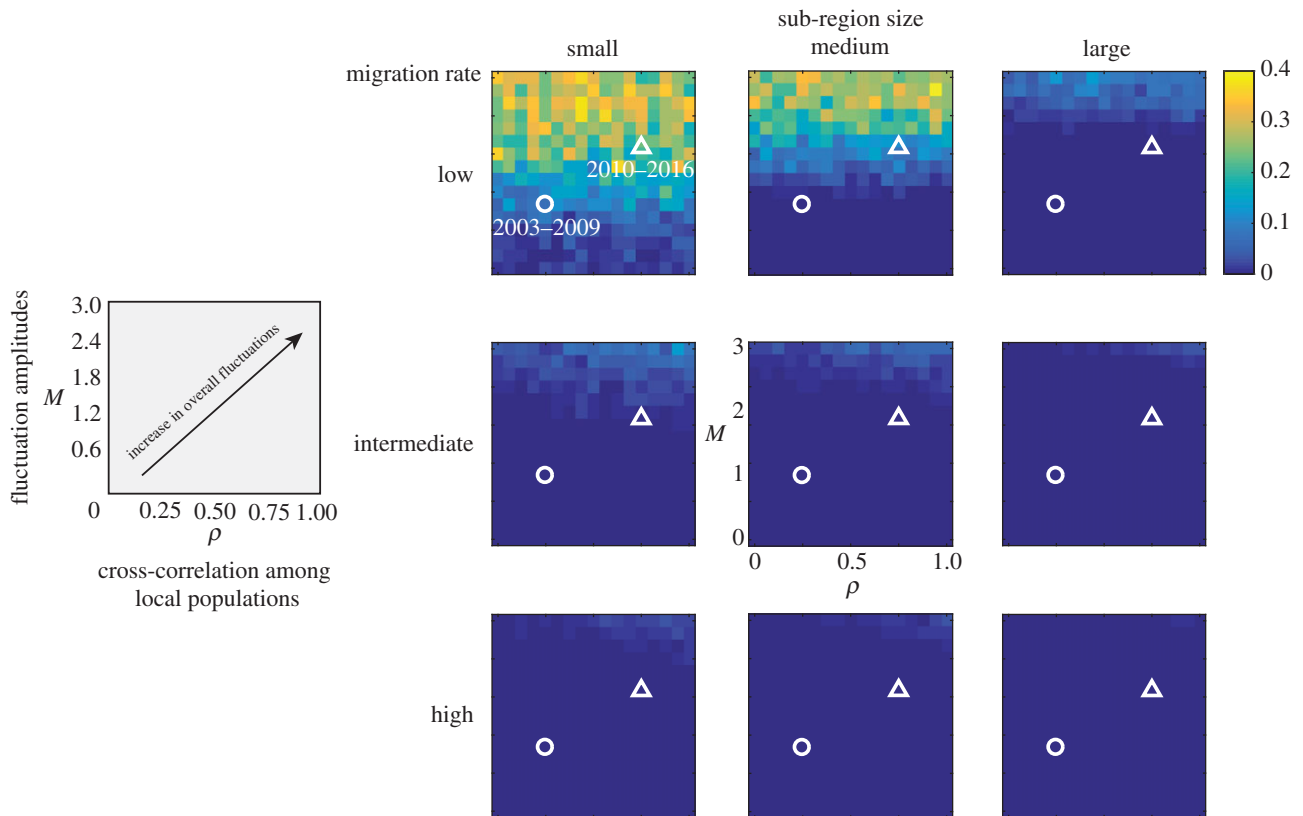 sub-region size
small
medium
large
migration rate
low
2010–2016
2003–2009
0.4
0.3
0.2
0.1
0
fluctuation amplitudes
M
3.0
2.4
1.8
1.2
0.6
0
increase in overall fluctuations
0.25
0.50
0.75
1.00
ρ
cross-correlation among
local populations
intermediate
M
3
2
1
0
0
0.5
1.0
ρ
high